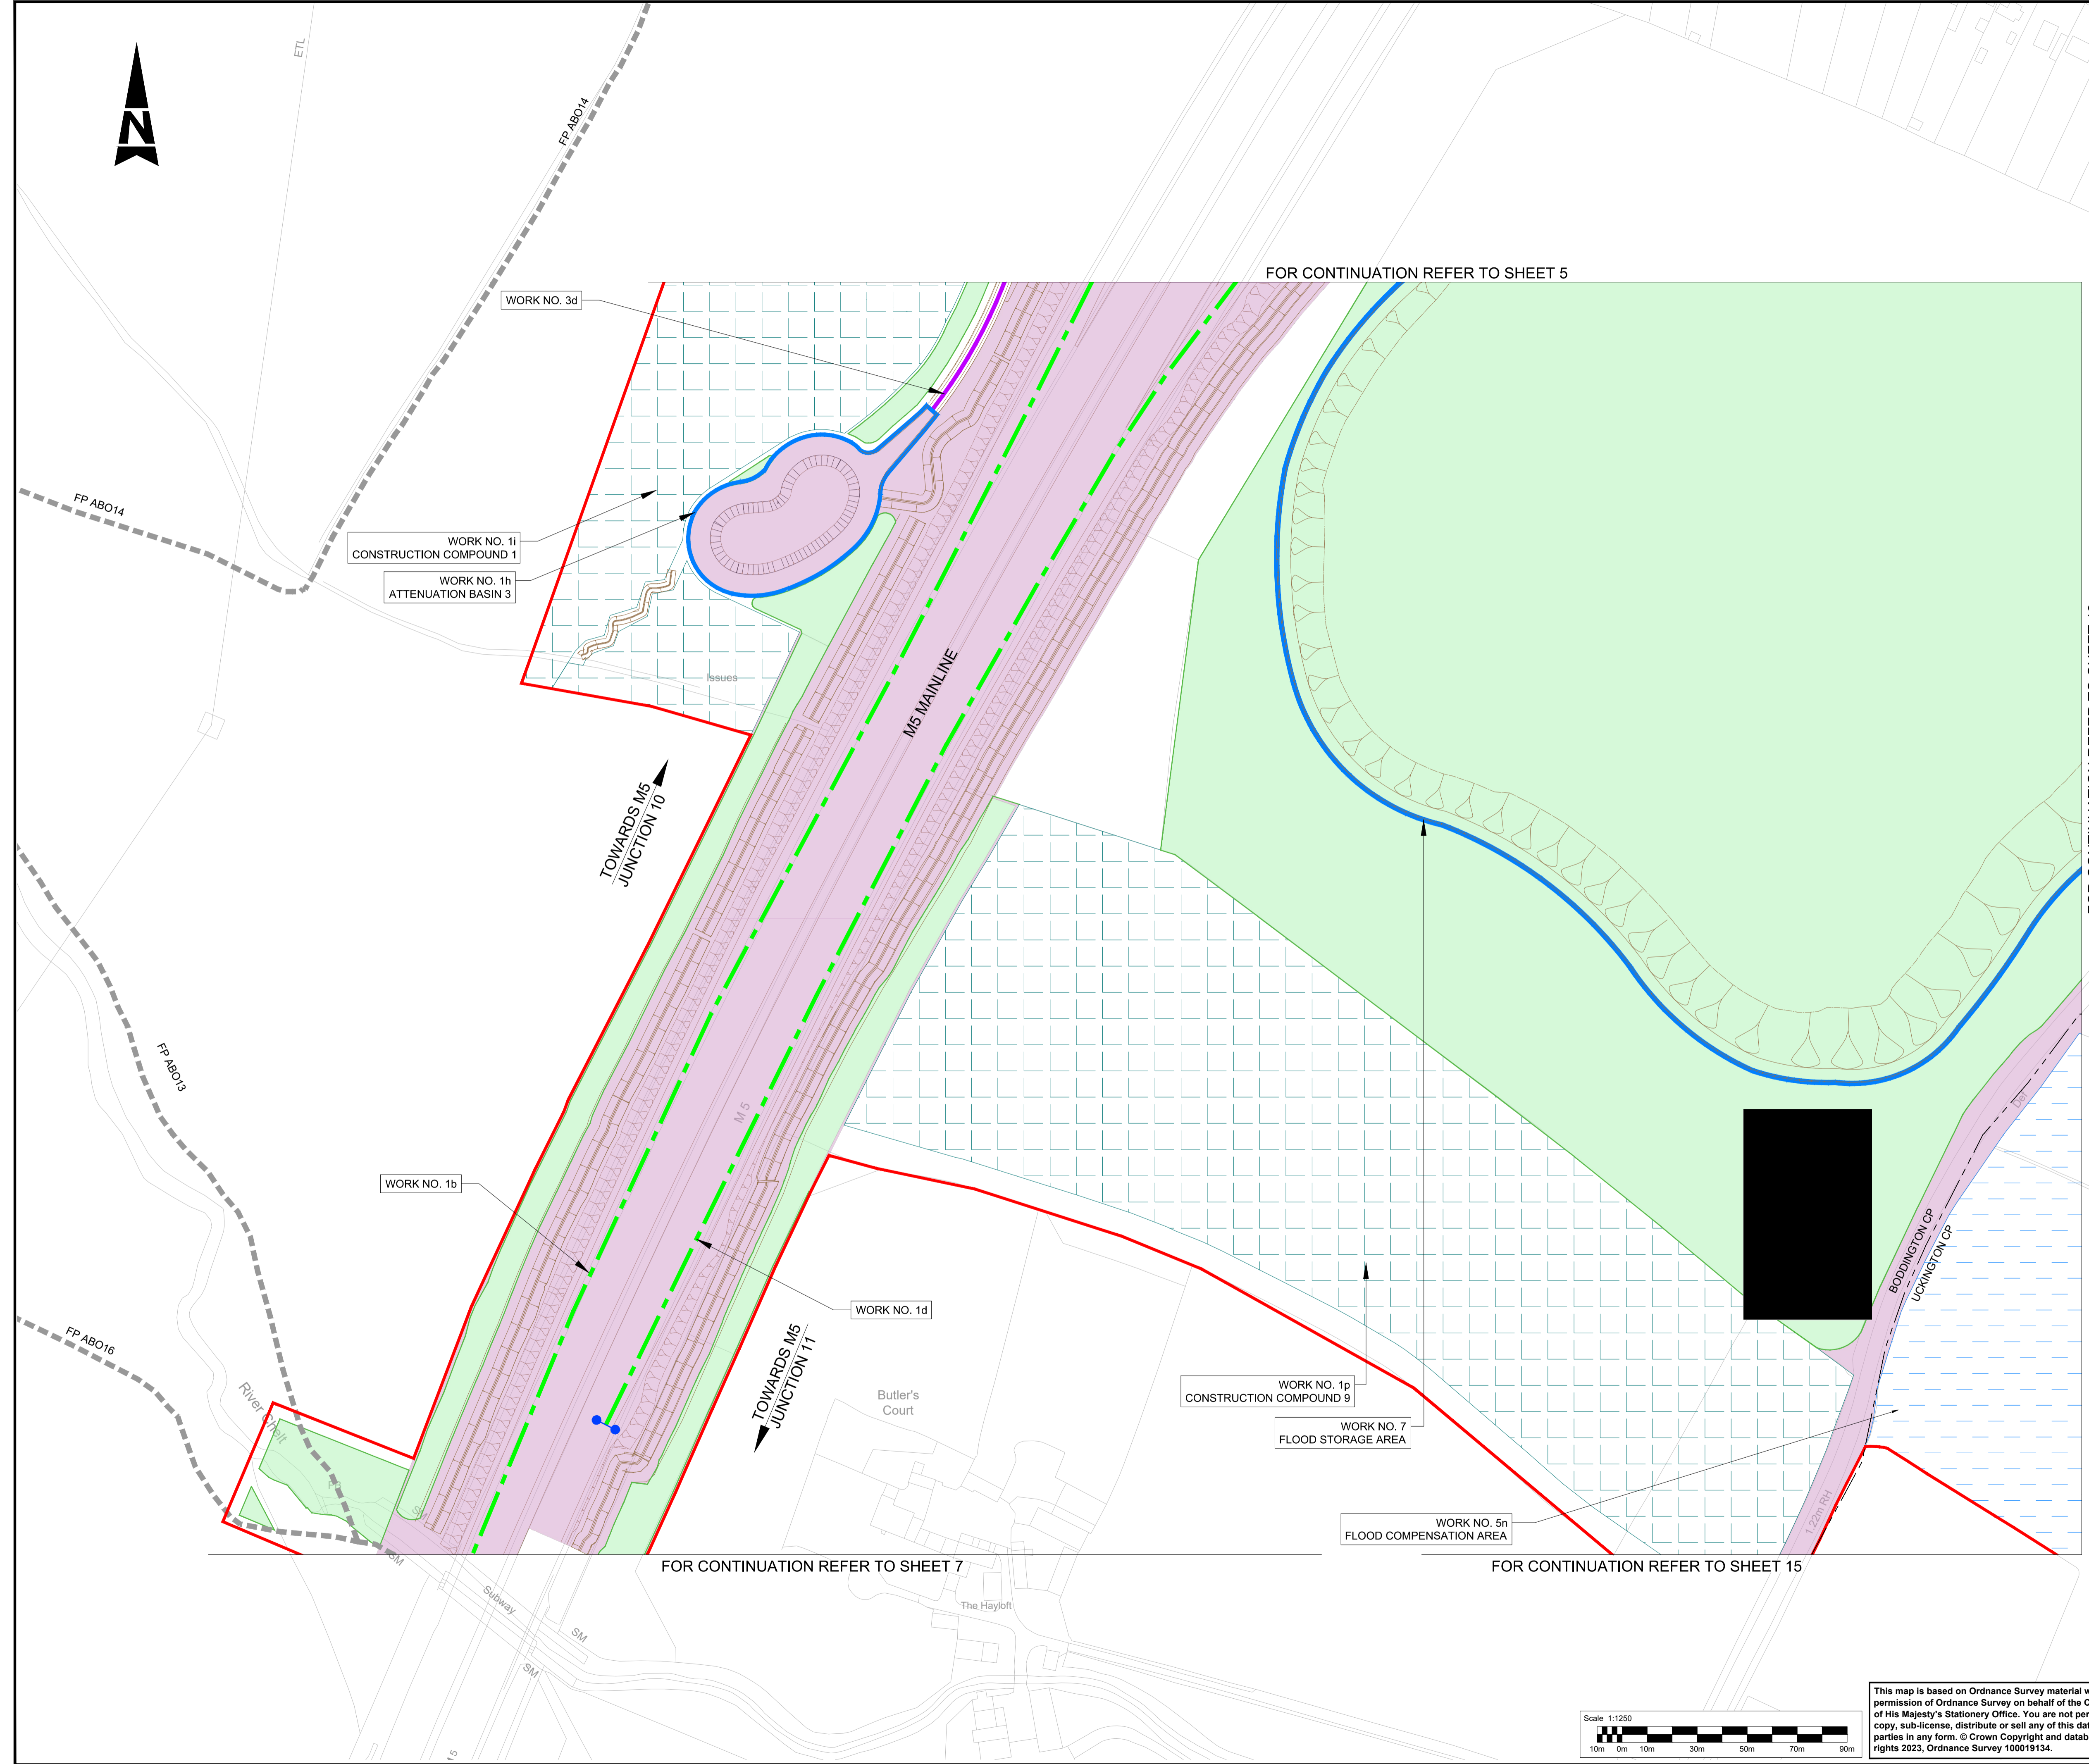 N
ETL
FP ABO14
FOR CONTINUATION REFER TO SHEET 5
WORK NO. 3d
FP ABO14
WORK NO. 1i
CONSTRUCTION COMPOUND 1
WORK NO. 1h
ATTENUATION BASIN 3
Issues
M5 MAINLINE
TOWARDS M5
JUNCTION 10
FP ABO13
M 5
Def
WORK NO. 1b
BODDINGTON CP
UCKINGTON CP
WORK NO. 1d
TOWARDS M5
JUNCTION 11
FP ABO16
River Chelt
Butler's
Court
WORK NO. 1p
CONSTRUCTION COMPOUND 9
WORK NO. 7
FLOOD STORAGE AREA
SM
1.22m RH
WORK NO. 5n
FLOOD COMPENSATION AREA
SM
FOR CONTINUATION REFER TO SHEET 7
FOR CONTINUATION REFER TO SHEET 15
Subway
The Hayloft
SM
SM
Scale 1:1250
10m 0m 10m 30m 50m 70m 90m
This map is based on Ordnance Survey material
permission of Ordnance Survey on behalf of the
of His Majesty's Stationery Office. You are not
copy, sub-license, distribute or sell any of this
parties in any form. © Crown Copyright and
rights 2023, Ordnance Survey 100019134.